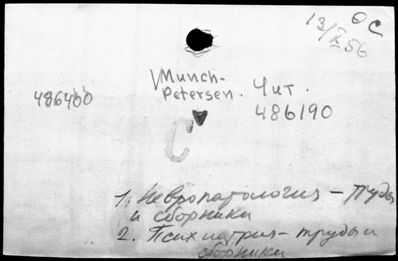 13/X 56 ОС
Munch-
Petersen. Чит.
486400
486190
С
1. Невропатология – труды
и сборники
2. Психиатрия – труды и
сборники